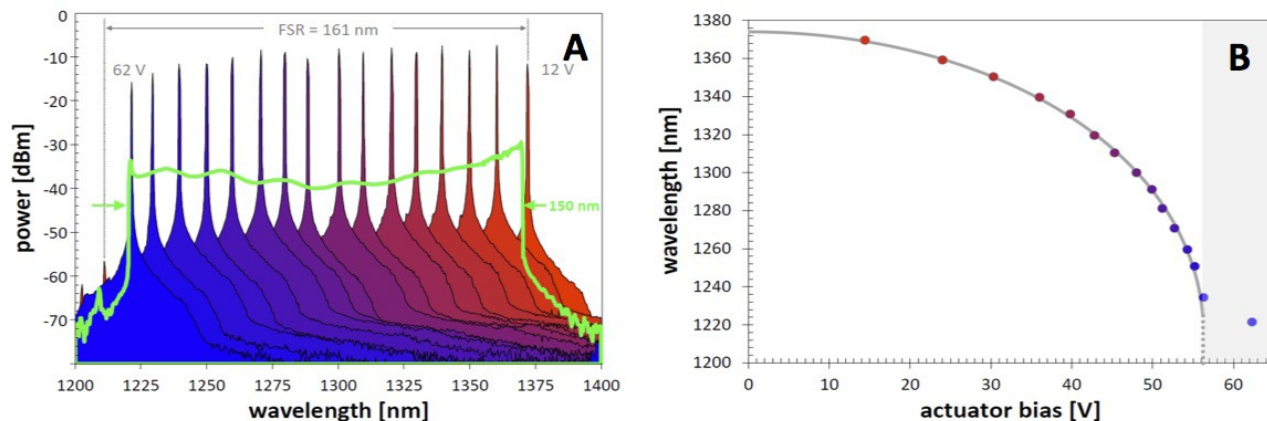 0
-10
-20
-30
-40
-50
-60
-70
power [dBm]
FSR = 161 nm
A
62 V
12 V
150 nm
1200 1225 1250 1275 1300 1325 1350 1375 1400
wavelength [nm]
1380
1360
1340
1320
1300
1280
1260
1240
1220
1200
wavelength [nm]
B
0 10 20 30 40 50 60
actuator bias [V]